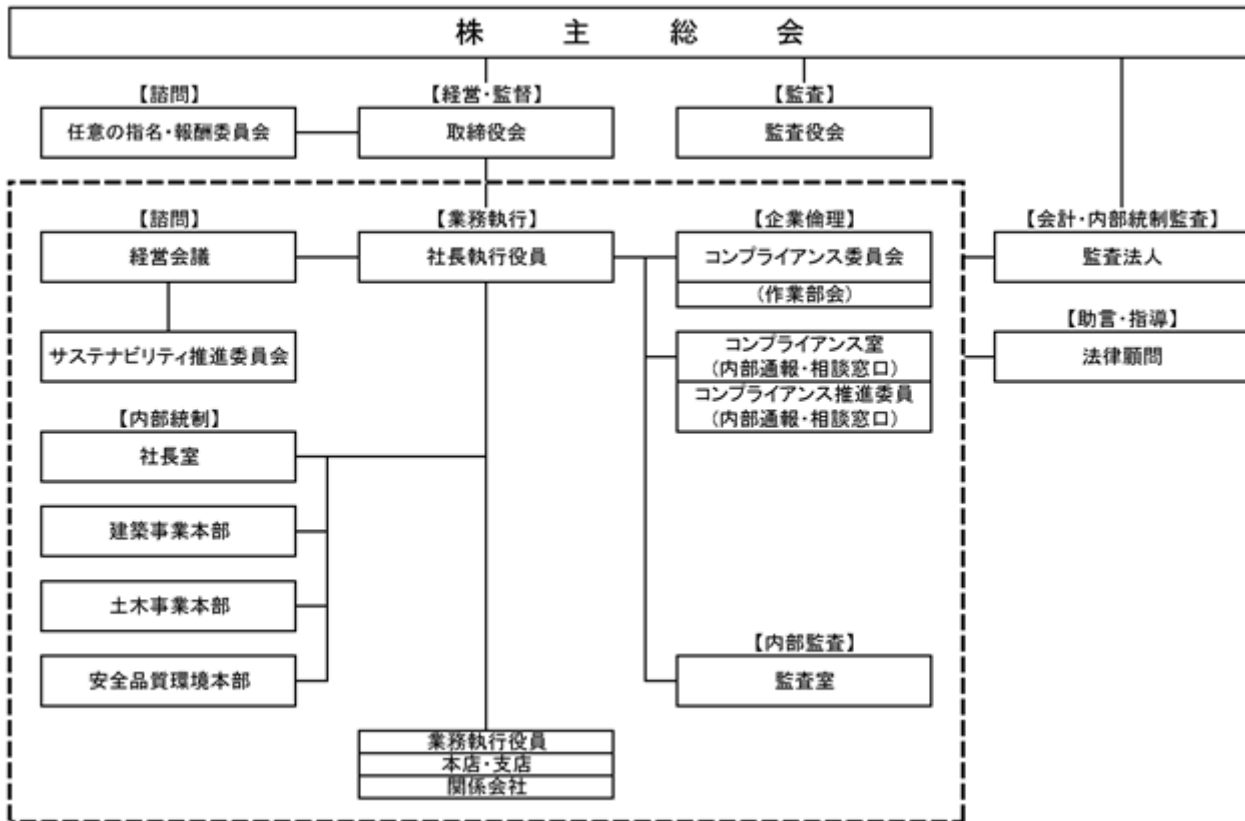 株主総会
【諮問】
任意の指名・報酬委員会
【経営・監督】
取締役会
【監査】
監査役会
【諮問】
経営会議
サステナビリティ推進委員会
【業務執行】
社長執行役員
【企業倫理】
コンプライアンス委員会
(作業部会)
コンプライアンス室
(内部通報・相談窓口)
コンプライアンス推進委員
(内部通報・相談窓口)
【会計・内部統制監査】
監査法人
【助言・指導】
法律顧問
【内部統制】
社長室
建築事業本部
土木事業本部
安全品質環境本部
【内部監査】
監査室
業務執行役員
本店・支店
関係会社